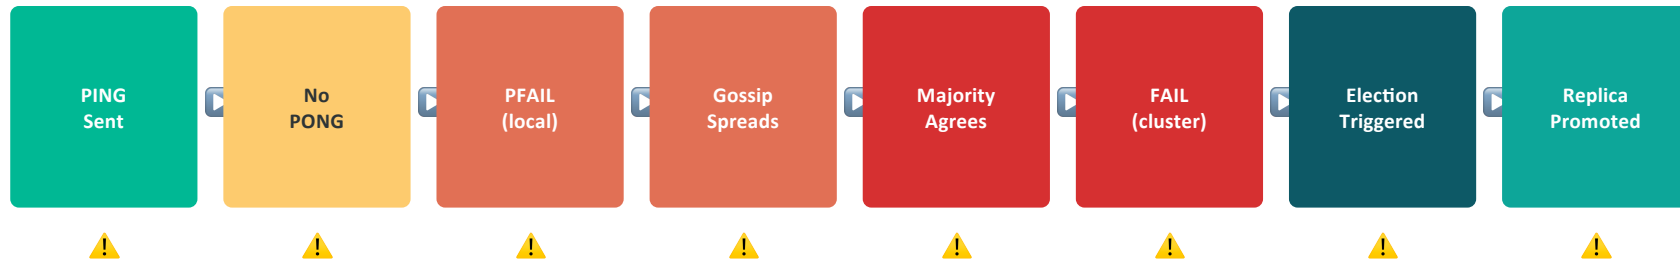 PING
Sent
No
PONG
PFAIL
(local)
Gossip
Spreads
Majority
Agrees
FAIL
(cluster)
Election
Triggered
Replica
Promoted